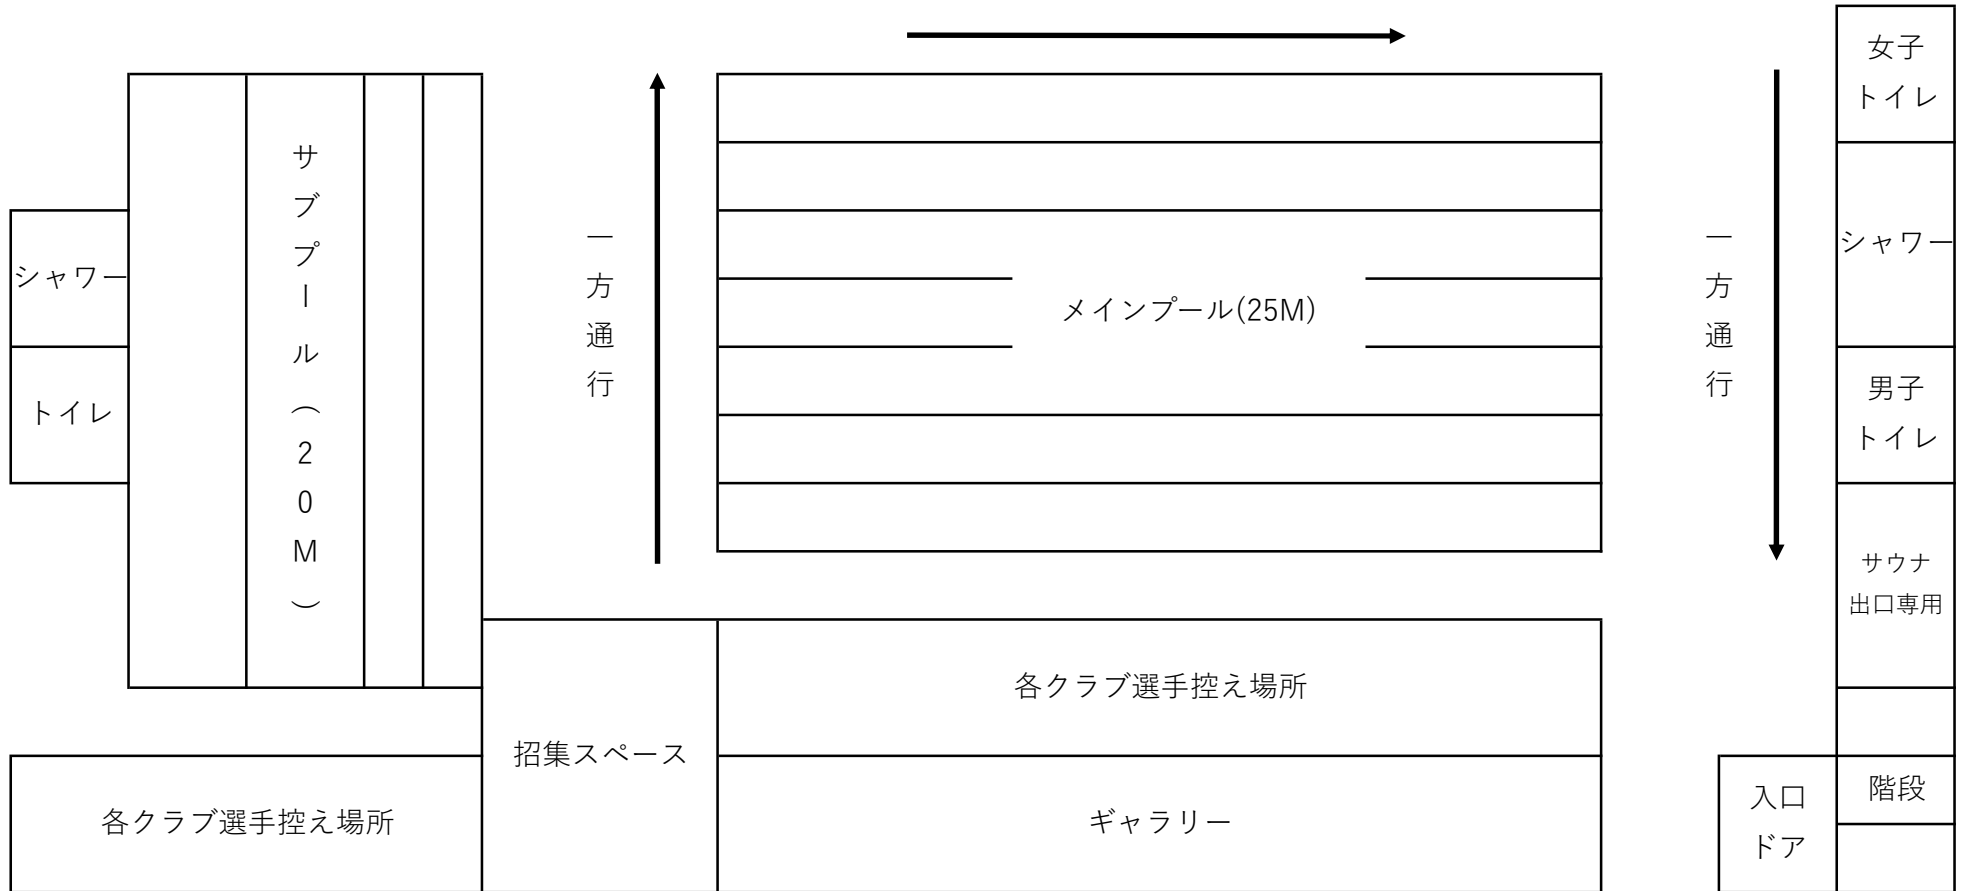 女子
トイレ
サブプール（20M）
シャワー
トイレ
一方通行
メインプール(25M)
一方通行
シャワー
男子
トイレ
サウナ
出口専用
各クラブ選手控え場所
招集スペース
各クラブ選手控え場所
ギャラリー
入口
ドア
階段